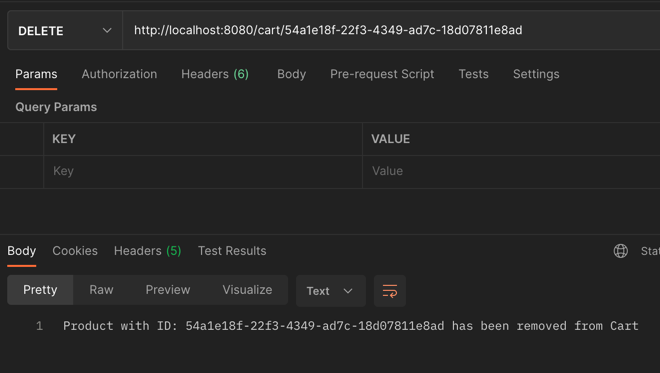 DELETE http://localhost:8080/cart/54a1e18f-22f3-4349-ad7c-18d07811e8ad
Params Authorization Headers (6) Body Pre-request Script Tests Settings
Query Params
KEY VALUE
Key Value
Body Cookies Headers (5) Test Results Stat
Pretty Raw Preview Visualize Text
1 Product with ID: 54a1e18f-22f3-4349-ad7c-18d07811e8ad has been removed from Cart